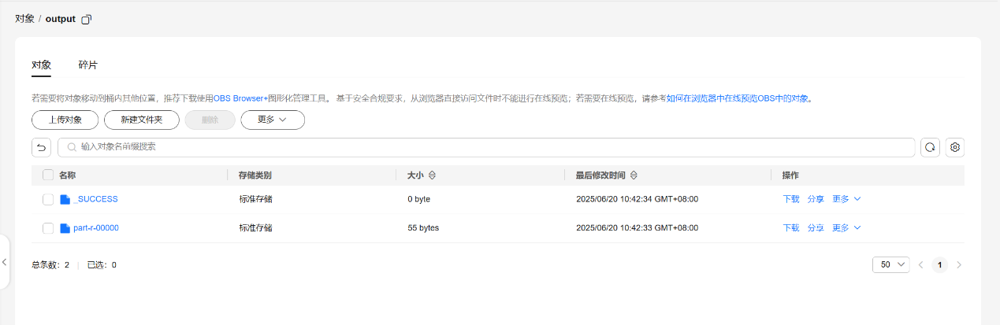 对象 / output
对象 碎片
若需要将对象移动到桶内其他位置，推荐下载使用OBS Browser+图形化管理工具。 基于安全合规要求，从浏览器直接访问文件时不能进行在线预览；若需要在线预览，请参考如何在浏览器中在线预览OBS中的对象。
上传对象 新建文件夹 删除 更多
输入对象名前缀搜索
名称 存储类别 大小 最后修改时间 操作
_SUCCESS 标准存储 0 byte 2025/06/20 10:42:34 GMT+08:00 下载 分享 更多
part-r-00000 标准存储 55 bytes 2025/06/20 10:42:33 GMT+08:00 下载 分享 更多
总条数：2 | 已选：0 50 1